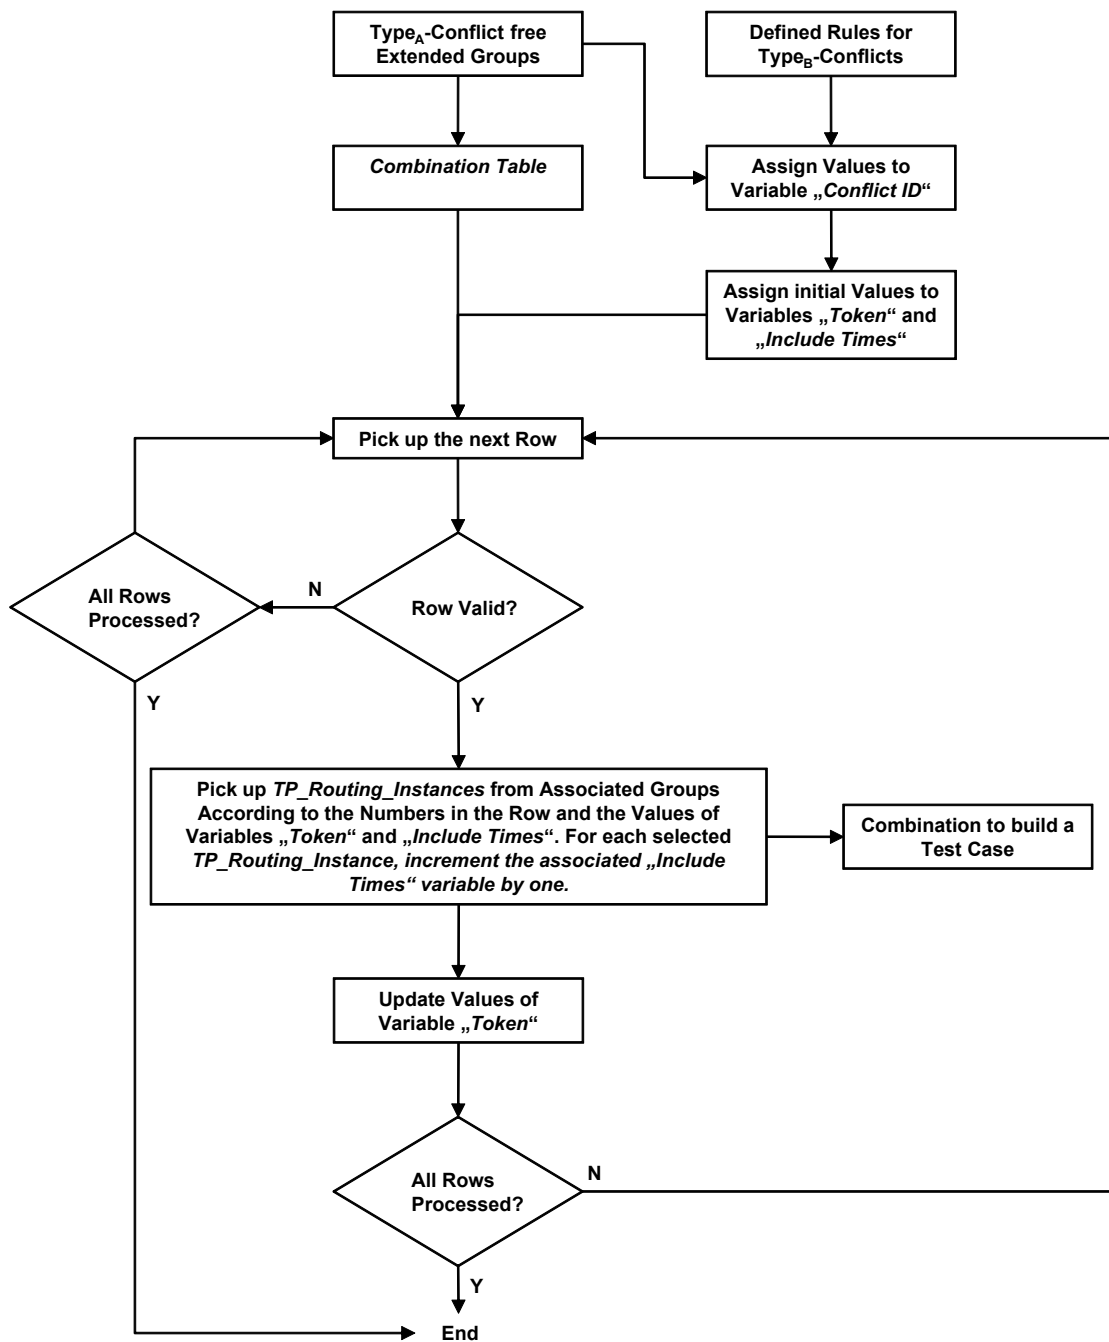 Type_A-Conflict free
Extended Groups
Defined Rules for
Type_B-Conflicts
Combination Table
Assign Values to
Variable „Conflict ID“
Assign initial Values to
Variables „Token“ and
„Include Times“
Pick up the next Row
All Rows
Processed?
N
Row Valid?
Y
Y
Pick up TP_Routing_Instances from Associated Groups
According to the Numbers in the Row and the Values of
Variables „Token“ and „Include Times“. For each selected
TP_Routing_Instance, increment the associated „Include
Times“ variable by one.
Combination to build a
Test Case
Update Values of
Variable „Token“
All Rows
Processed?
N
Y
End